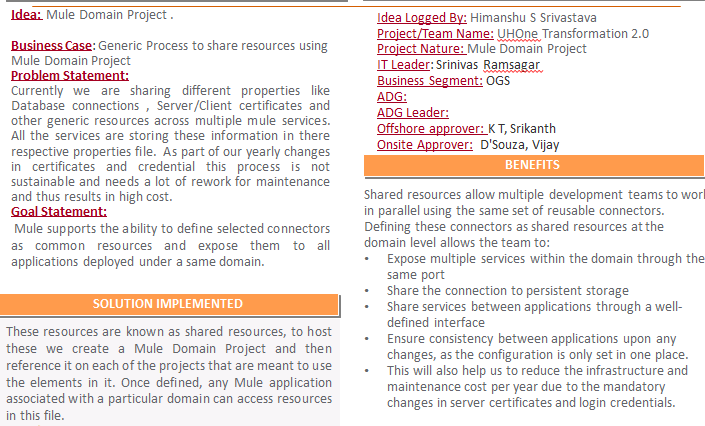 Idea: Mule Domain Project .
Business Case: Generic Process to share resources using
Mule Domain Project
Problem Statement:
Currently we are sharing different properties like
Database connections , Server/Client certificates and
other generic resources across multiple mule services.
All the services are storing these information in there
respective properties file. As part of our yearly changes
in certificates and credential this process is not
sustainable and needs a lot of rework for maintenance
and thus results in high cost.
Goal Statement:
Mule supports the ability to define selected connectors
as common resources and expose them to all
applications deployed under a same domain.
SOLUTION IMPLEMENTED
These resources are known as shared resources, to host
these we create a Mule Domain Project and then
reference it on each of the projects that are meant to use
the elements in it. Once defined, any Mule application
associated with a particular domain can access resources
in this file.
Idea Logged By: Himanshu S Srivastava
Project/Team Name: UHOne Transformation 2.0
Project Nature: Mule Domain Project
IT Leader: Srinivas Ramsagar
Business Segment: OGS
ADG:
ADG Leader:
Offshore approver: K T, Srikanth
Onsite Approver: D'Souza, Vijay
BENEFITS
Shared resources allow multiple development teams to work
in parallel using the same set of reusable connectors.
Defining these connectors as shared resources at the
domain level allows the team to:
• Expose multiple services within the domain through the
same port
• Share the connection to persistent storage
• Share services between applications through a well-
defined interface
• Ensure consistency between applications upon any
changes, as the configuration is only set in one place.
• This will also help us to reduce the infrastructure and
maintenance cost per year due to the mandatory
changes in server certificates and login credentials.